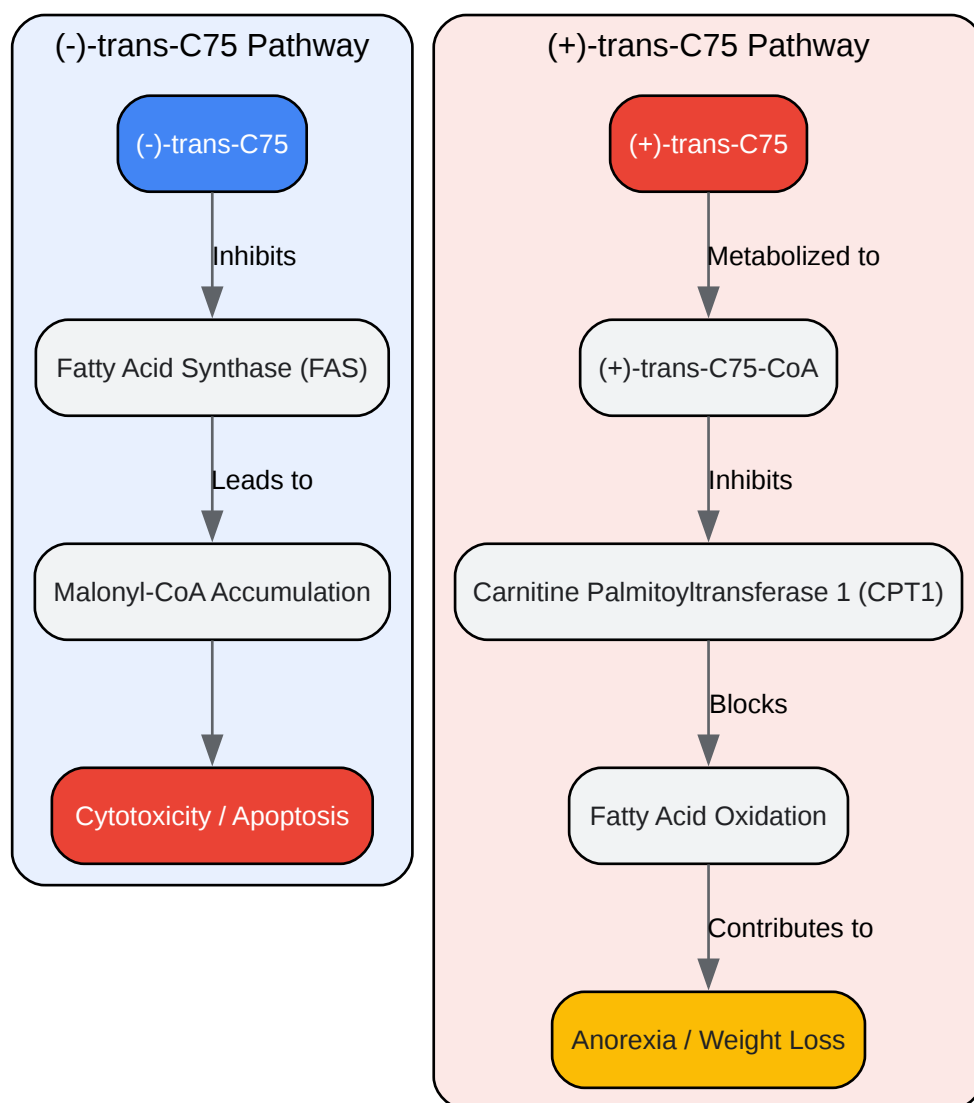 (-)-trans-C75 Pathway
(-)-trans-C75
Inhibits
Fatty Acid Synthase (FAS)
Leads to
Malonyl-CoA Accumulation
Cytotoxicity / Apoptosis
(+)-trans-C75 Pathway
(+)-trans-C75
Metabolized to
(+)-trans-C75-CoA
Inhibits
Carnitine Palmitoyltransferase 1 (CPT1)
Blocks
Fatty Acid Oxidation
Contributes to
Anorexia / Weight Loss